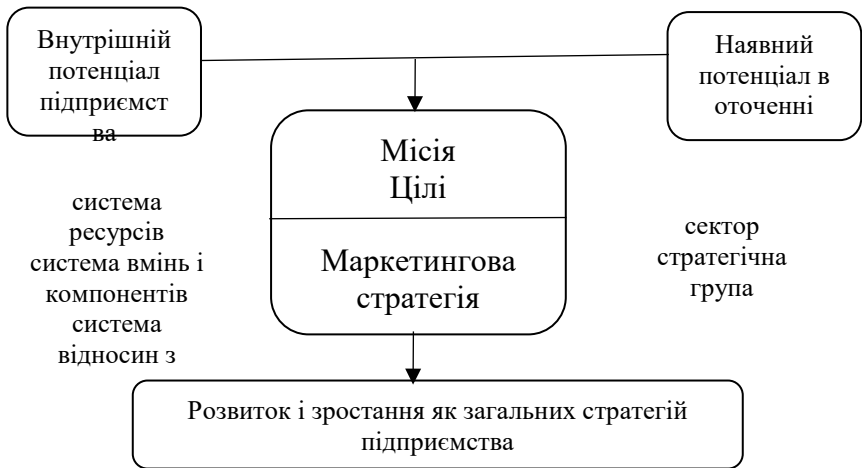 Внутрішній
потенціал
підприємст
ва
Наявний
потенціал в
оточенні
Місія
Цілі
Маркетингова
стратегія
система
ресурсів
система вмінь і
компонентів
система
відносин з
сектор
стратегічна
група
Розвиток і зростання як загальних стратегій
підприємства